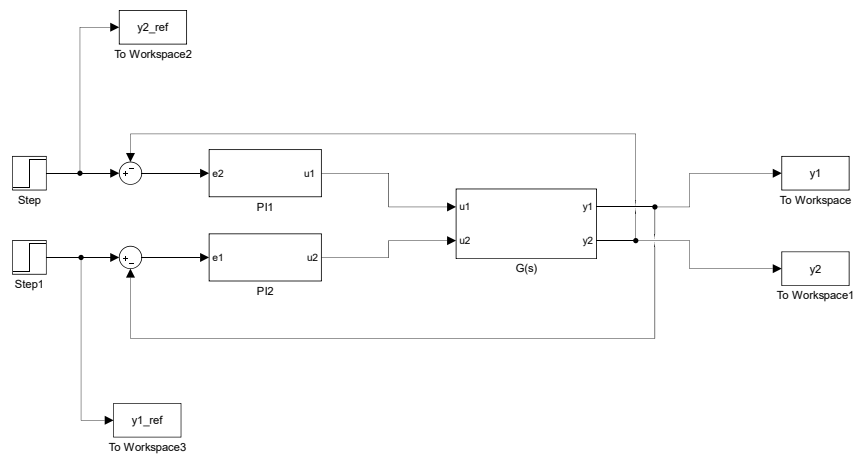 y2_ref
To Workspace2
Step
+
−
e2
u1
PI1
u1
u2
y1
y2
G(s)
y1
To Workspace
Step1
+
−
e1
u2
PI2
y2
To Workspace1
y1_ref
To Workspace3